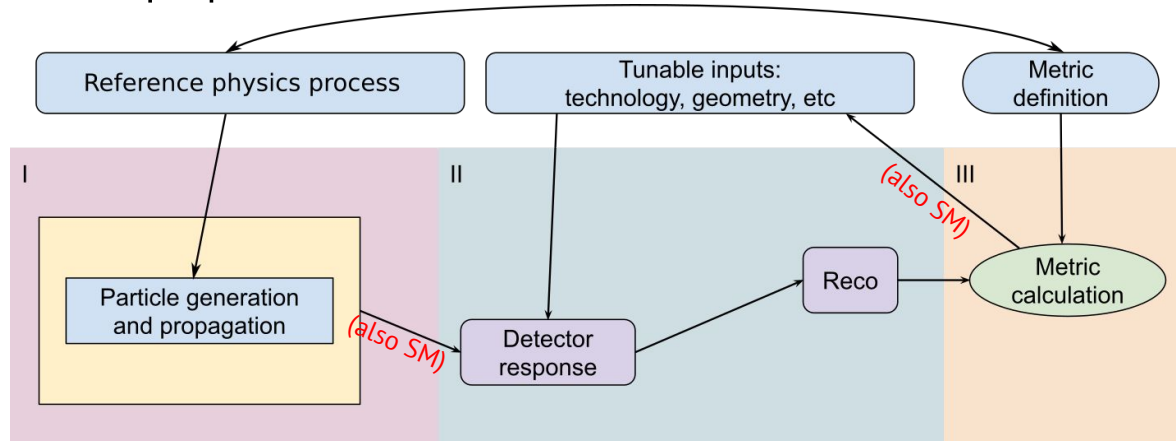 Reference physics process
Tunable inputs:
technology, geometry, etc
Metric
definition
I
II
III
(also SM)
Particle generation
and propagation
(also SM)
Detector
response
Reco
Metric
calculation